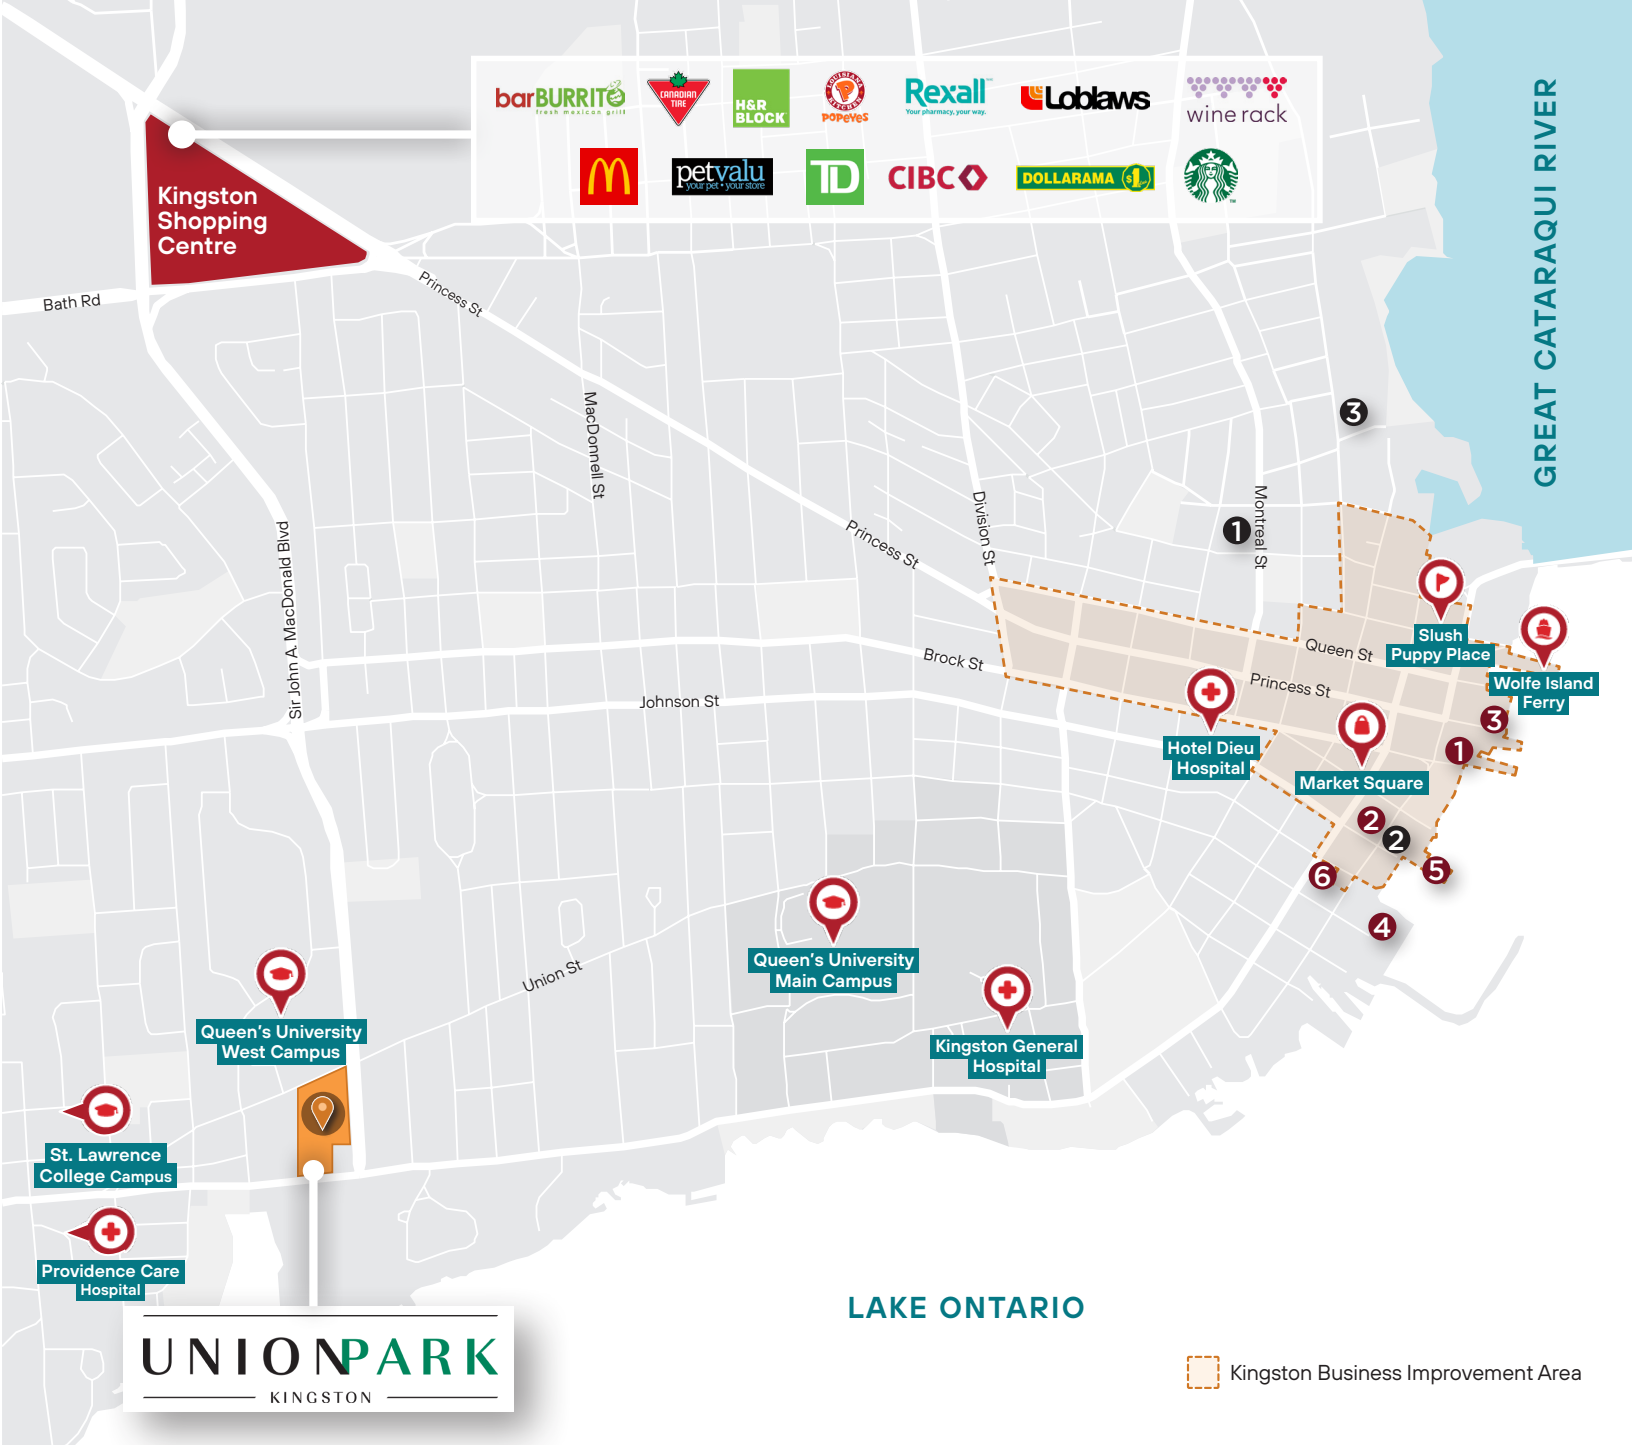 barBURRITO
fresh mexican grill
CANADIAN
TIRE
H&R
BLOCK
LOUISIANA
KITCHEN
POPEYES
Rexall
Your pharmacy, your way.
Loblaws
wine rack
petvalu
your pet • your store
TD
CIBC
DOLLARAMA $1
Kingston
Shopping
Centre
GREAT CATARAQUI RIVER
Bath Rd
Princess St
MacDonnell St
3
Division St
Montreal St
1
Princess St
Sir John A. MacDonald Blvd
Slush
Puppy Place
Queen St
Brock St
Wolfe Island
Ferry
Princess St
Johnson St
3
Hotel Dieu
Hospital
1
Market Square
2
2
6
5
4
Queen's University
Main Campus
Union St
Queen's University
West Campus
Kingston General
Hospital
St. Lawrence
College Campus
Providence Care
Hospital
LAKE ONTARIO
UNION PARK
KINGSTON
Kingston Business Improvement Area